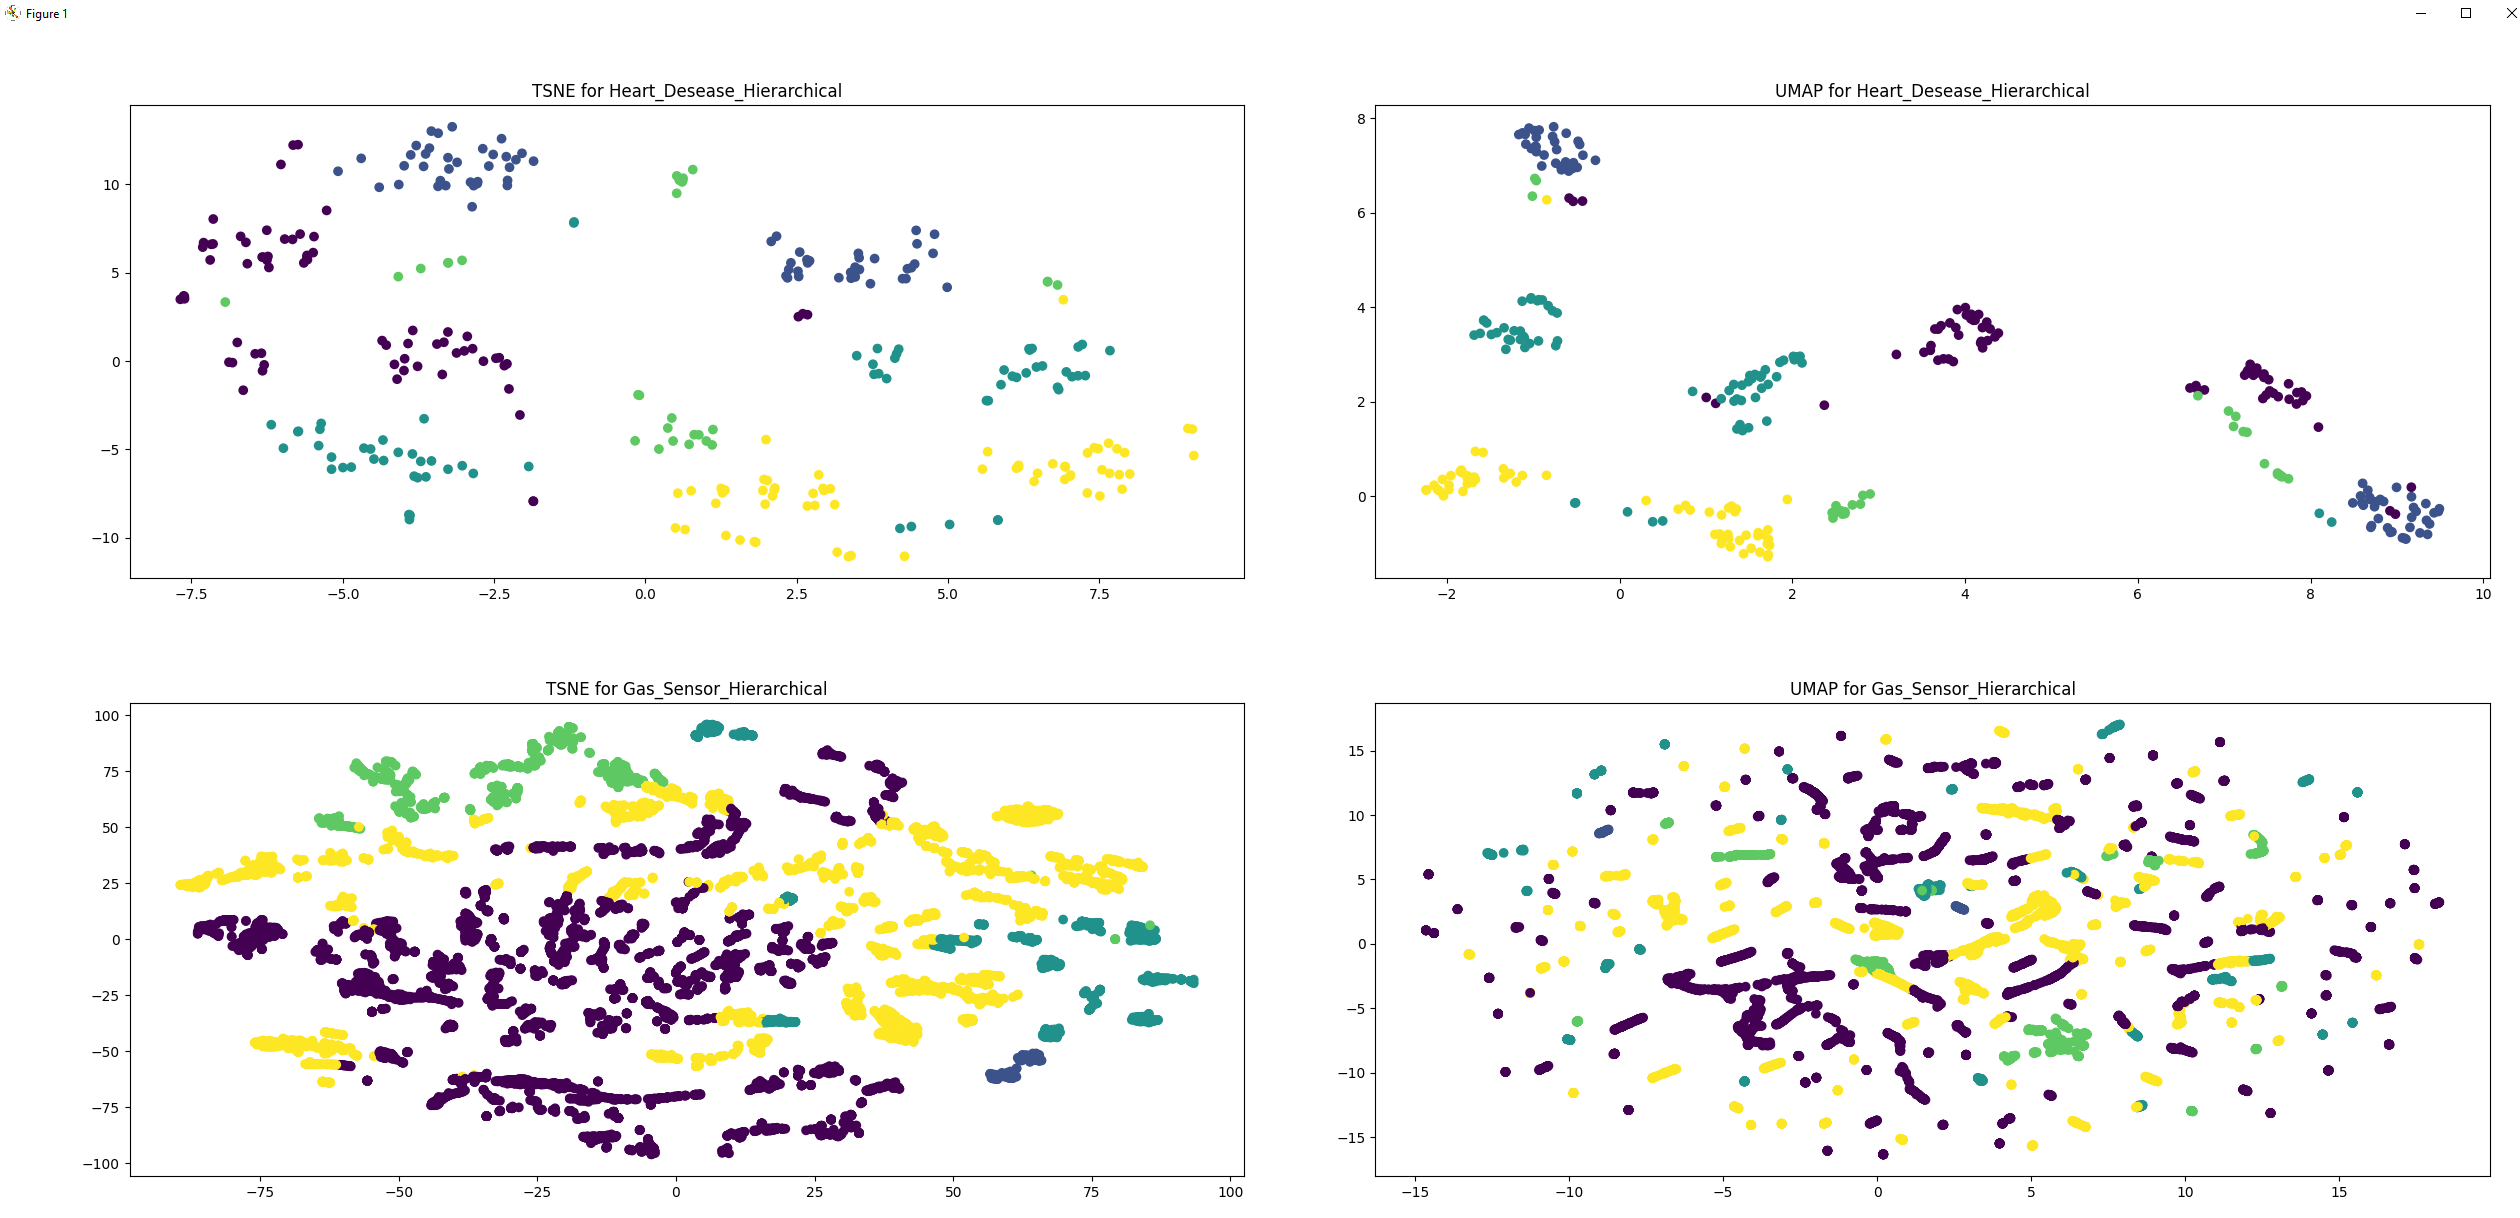 Figure 1
TSNE for Heart_Desease_Hierarchical
10
5
0
−5
−10
−7.5 −5.0 −2.5 0.0 2.5 5.0 7.5
UMAP for Heart_Desease_Hierarchical
8
6
4
2
0
−2 0 2 4 6 8 10
TSNE for Gas_Sensor_Hierarchical
100
75
50
25
0
−25
−50
−75
−100
−75 −50 −25 0 25 50 75 100
UMAP for Gas_Sensor_Hierarchical
15
10
5
0
−5
−10
−15
−15 −10 −5 0 5 10 15